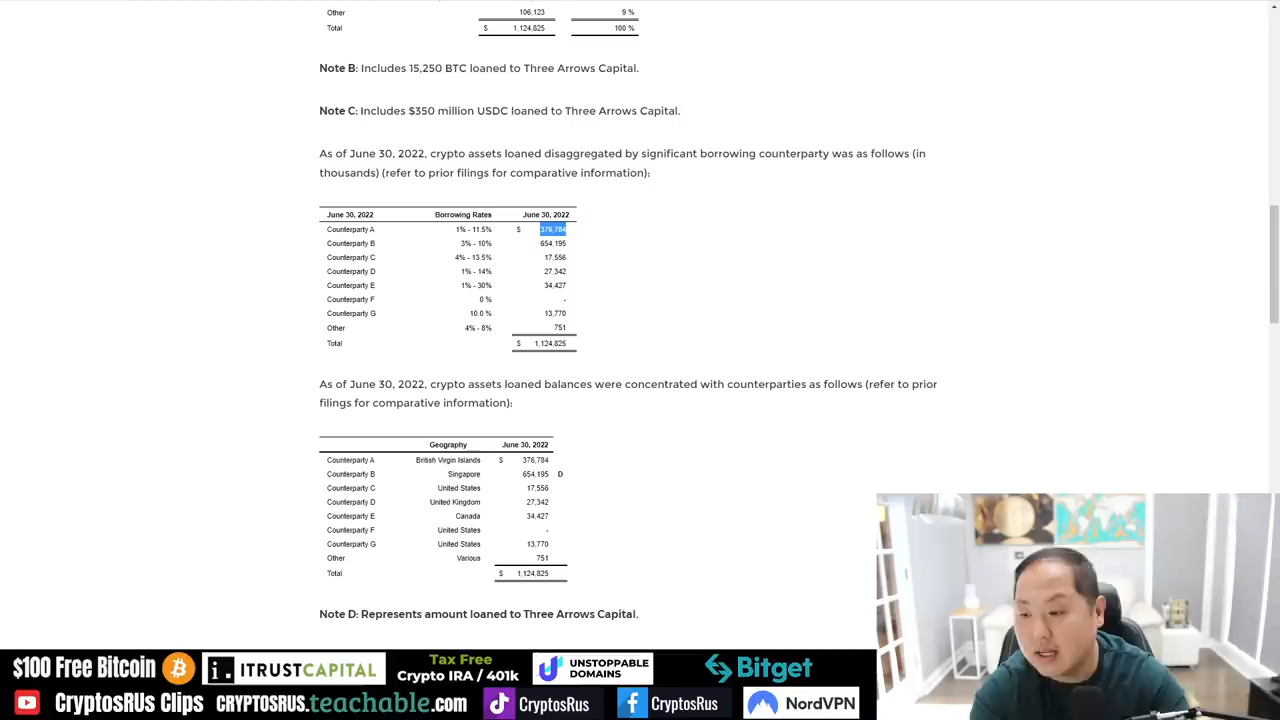 Other 106,123 9 %
Total $ 1,124,825 100 %
Note B: Includes 15,250 BTC loaned to Three Arrows Capital.
Note C: Includes $350 million USDC loaned to Three Arrows Capital.
As of June 30, 2022, crypto assets loaned disaggregated by significant borrowing counterparty was as follows (in
thousands) (refer to prior filings for comparative information):
June 30, 2022 Borrowing Rates June 30, 2022
Counterparty A 1% - 11.5% $ 376,784
Counterparty B 3% - 10% 654,195
Counterparty C 4% - 13.5% 17,556
Counterparty D 1% - 14% 27,342
Counterparty E 1% - 30% 34,427
Counterparty F 0 % -
Counterparty G 10.0 % 13,770
Other 4% - 8% 751
Total $ 1,124,825
As of June 30, 2022, crypto assets loaned balances were concentrated with counterparties as follows (refer to prior
filings for comparative information):
Geography June 30, 2022
Counterparty A British Virgin Islands $ 376,784
Counterparty B Singapore 654,195 D
Counterparty C United States 17,556
Counterparty D United Kingdom 27,342
Counterparty E Canada 34,427
Counterparty F United States -
Counterparty G United States 13,770
Other Various 751
Total $ 1,124,825
Note D: Represents amount loaned to Three Arrows Capital.
$100 Free Bitcoin
i. ITRUSTCAPITAL
Tax Free
Crypto IRA / 401k
UNSTOPPABLE
DOMAINS
Bitget
CryptosRUs Clips
CRYPTOSRUS.teachable.com
CryptosRus
CryptosRus
NordVPN